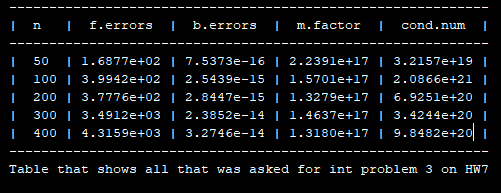 --------------------------------------------------------------
|  n  |  f.errors  |  b.errors  |  m.factor  |  cond.num  |
--------------------------------------------------------------
|  50  | 1.6877e+02 | 7.5373e-16 | 2.2391e+17 | 3.2157e+19 |
|  100 | 3.9942e+02 | 2.5439e-15 | 1.5701e+17 | 2.0866e+21 |
|  200 | 3.7776e+02 | 2.8447e-15 | 1.3279e+17 | 6.9251e+20 |
|  300 | 3.4912e+03 | 2.3852e-14 | 1.4637e+17 | 3.4244e+20 |
|  400 | 4.3159e+03 | 3.2746e-14 | 1.3180e+17 | 9.8482e+20|
--------------------------------------------------------------
Table that shows all that was asked for int problem 3 on HW7